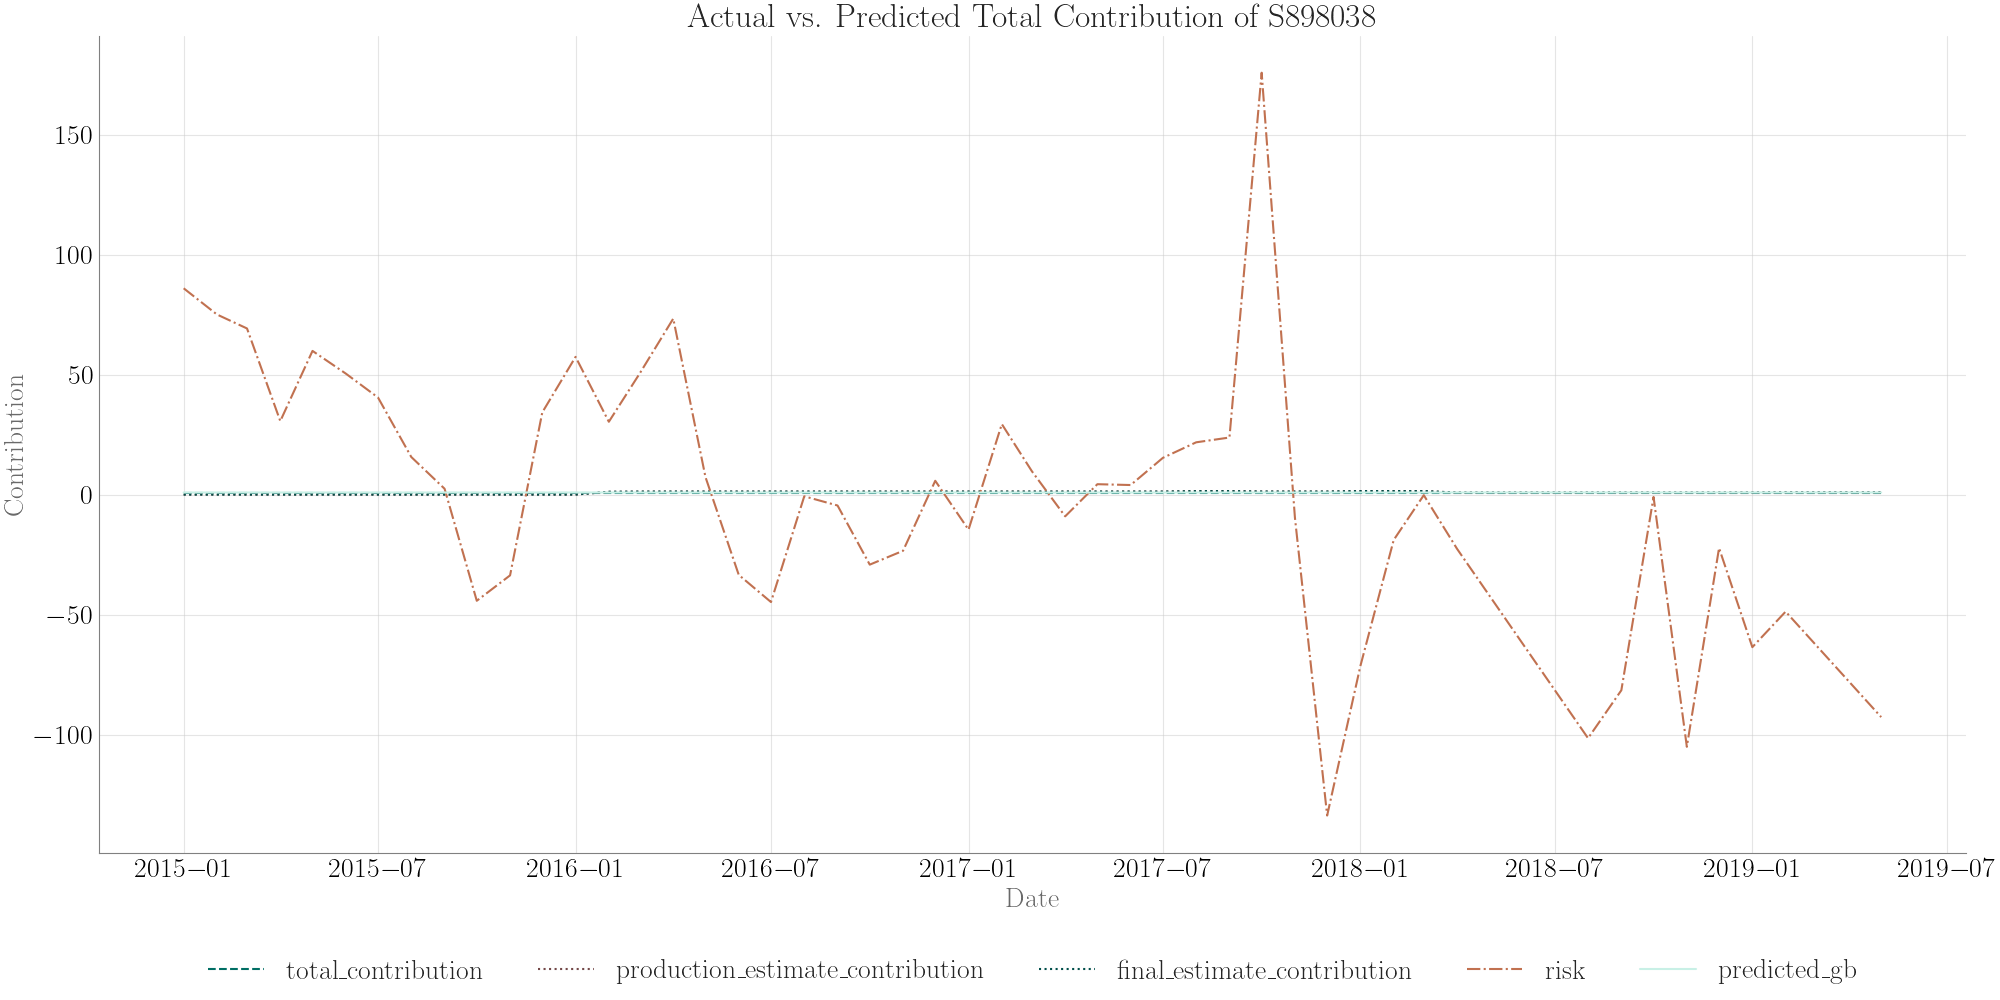 Actual vs. Predicted Total Contribution of S898038
Contribution
150
100
50
0
−50
−100
2015−01 2015−07 2016−01 2016−07 2017−01 2017−07 2018−01 2018−07 2019−01 2019−07
Date
total_contribution production_estimate_contribution final_estimate_contribution risk predicted_gb